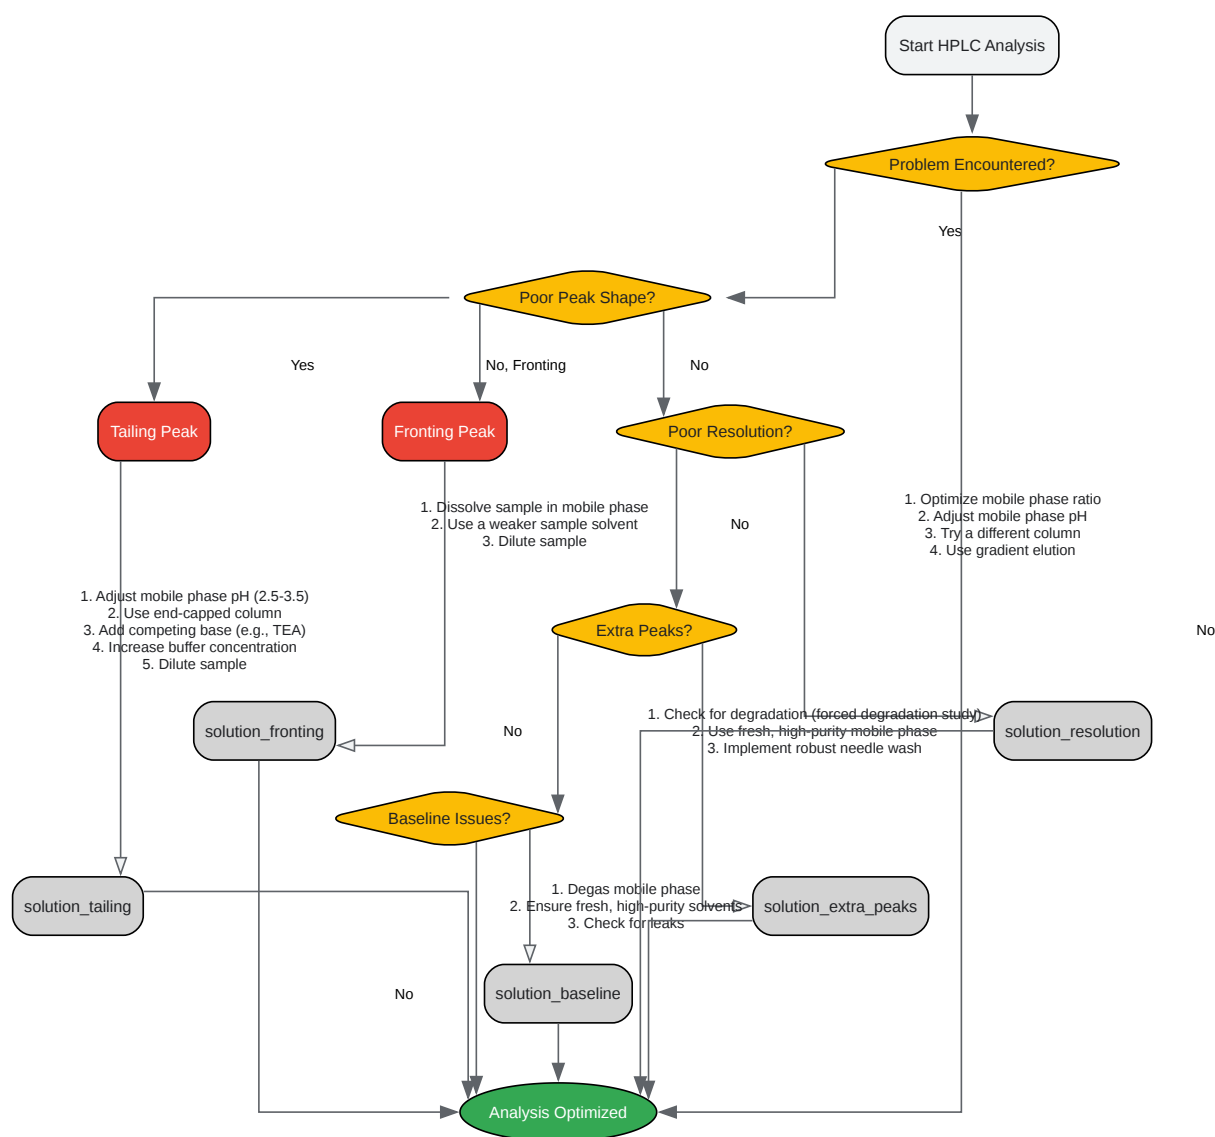 Start HPLC Analysis
Problem Encountered?
Yes
Poor Peak Shape?
Yes
No, Fronting
No
Tailing Peak
Fronting Peak
Poor Resolution?
1. Dissolve sample in mobile phase
2. Use a weaker sample solvent
3. Dilute sample
No
1. Optimize mobile phase ratio
2. Adjust mobile phase pH
3. Try a different column
4. Use gradient elution
1. Adjust mobile phase pH (2.5-3.5)
2. Use end-capped column
3. Add competing base (e.g., TEA)
4. Increase buffer concentration
5. Dilute sample
Extra Peaks?
No
solution_fronting
No
1. Check for degradation (forced degradation study)
2. Use fresh, high-purity mobile phase
3. Implement robust needle wash
solution_resolution
Baseline Issues?
solution_tailing
1. Degas mobile phase
2. Ensure fresh, high-purity solvents
3. Check for leaks
solution_extra_peaks
No
solution_baseline
Analysis Optimized